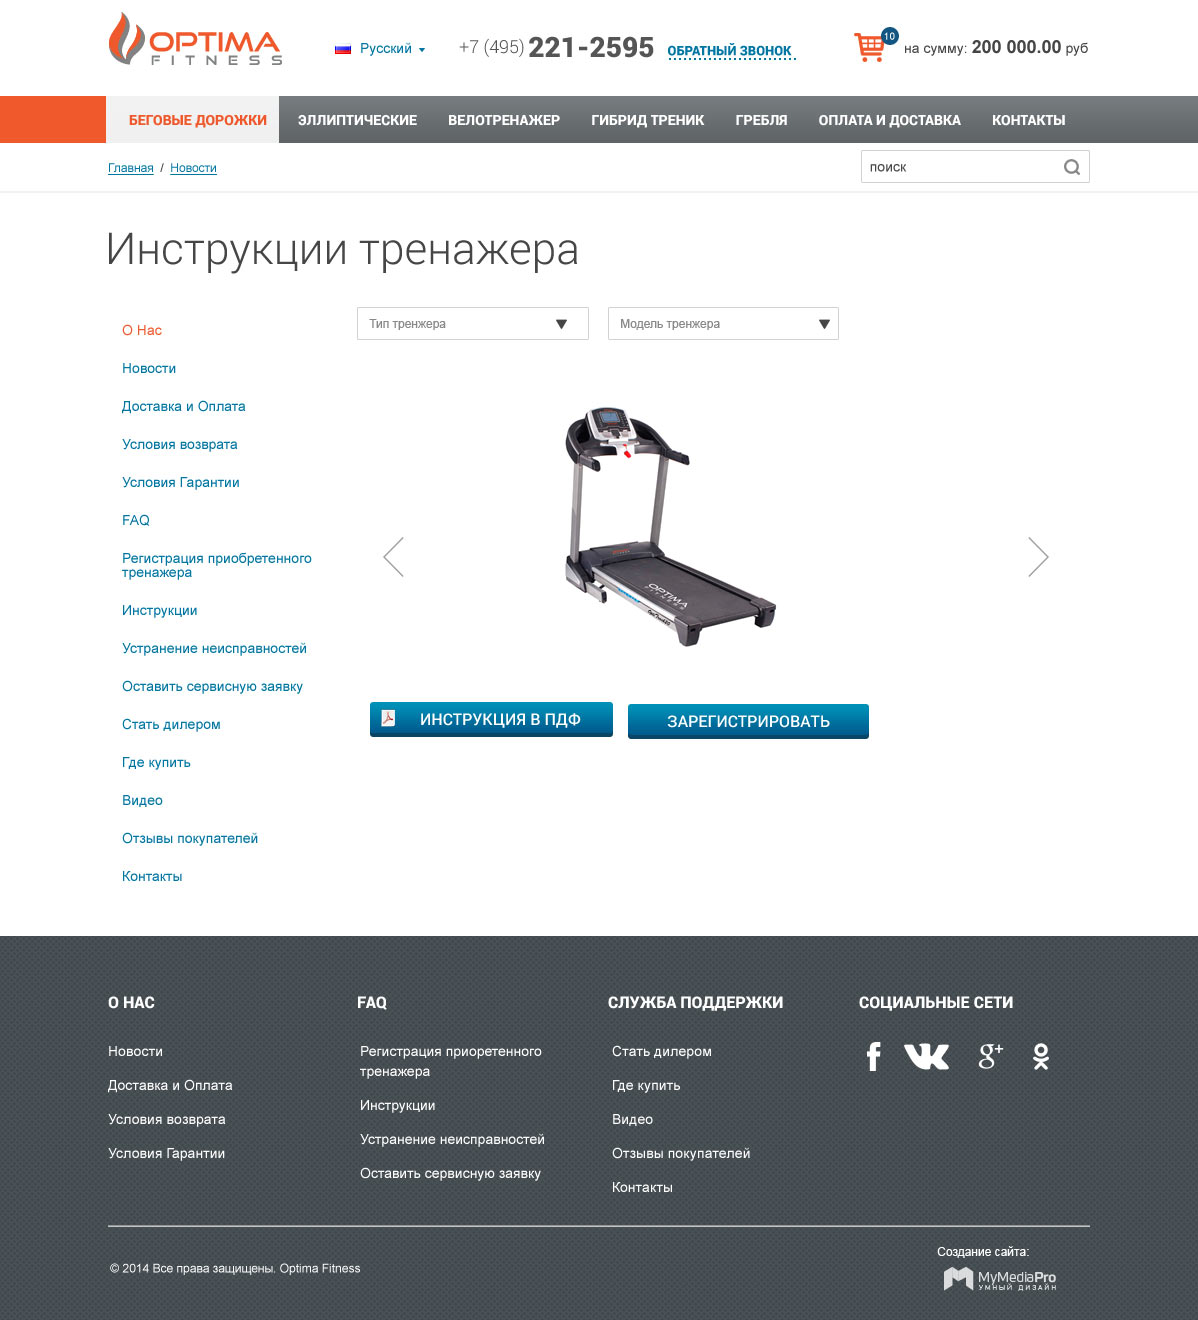 OPTIMA
FITNESS
Русский
+7 (495) 221-2595
ОБРАТНЫЙ ЗВОНОК
10
на сумму: 200 000.00 руб
БЕГОВЫЕ ДОРОЖКИ
ЭЛЛИПТИЧЕСКИЕ
ВЕЛОТРЕНАЖЕР
ГИБРИД ТРЕНИК
ГРЕБЛЯ
ОПЛАТА И ДОСТАВКА
КОНТАКТЫ
Главная / Новости
поиск
Инструкции тренажера
Тип тренжера
Модель тренжера
О Нас
Новости
Доставка и Оплата
Условия возврата
Условия Гарантии
FAQ
Регистрация приобретенного
тренажера
Инструкции
Устранение неисправностей
Оставить сервисную заявку
Стать дилером
Где купить
Видео
Отзывы покупателей
Контакты
OPTIMA
FITNESS
ИНСТРУКЦИЯ В ПДФ
ЗАРЕГИСТРИРОВАТЬ
О НАС
Новости
Доставка и Оплата
Условия возврата
Условия Гарантии
FAQ
Регистрация приоретенного
тренажера
Инструкции
Устранение неисправностей
Оставить сервисную заявку
СЛУЖБА ПОДДЕРЖКИ
Стать дилером
Где купить
Видео
Отзывы покупателей
Контакты
СОЦИАЛЬНЫЕ СЕТИ
© 2014 Все права защищены. Optima Fitness
Создание сайта:
MyMediaPro
УМНЫЙ ДИЗАЙН